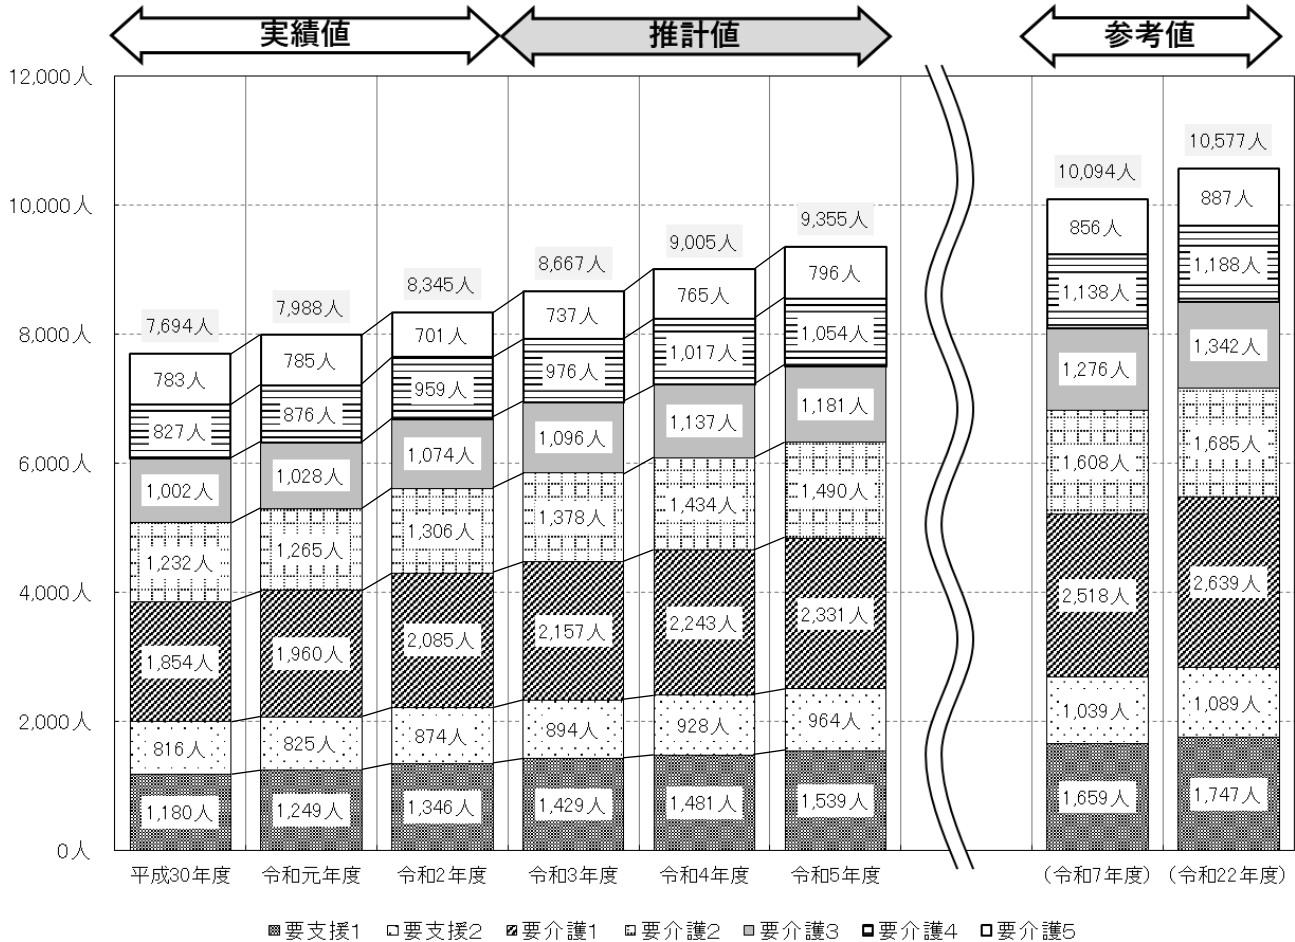 実績値 推計値 参考値
12,000人
10,577人
10,094人
10,000人 9,355人 887人
9,005人 856人
8,667人 1,188人
8,345人 796人 1,138人
7,988人 765人
8,000人 7,694人 737人 1,054人 1,342人
701人 1,017人 1,276人
785人 976人
783人 959人 1,181人
876人 1,137人 1,685人
827人 1,096人 1,608人
6,000人 1,074人
1,002人 1,028人 1,490人
1,434人
1,378人
1,306人
1,232人 1,265人
4,000人 2,518人 2,639人
2,331人
2,157人 2,243人
1,854人 1,960人 2,085人
2,000人 1,039人 1,089人
816人 825人 874人 894人 928人 964人
1,180人 1,249人 1,346人 1,429人 1,481人 1,539人 1,659人 1,747人
0人
平成30年度 令和元年度 令和2年度 令和3年度 令和4年度 令和5年度 (令和7年度) (令和22年度)
要支援1 要支援2 要介護1 要介護2 要介護3 要介護4 要介護5